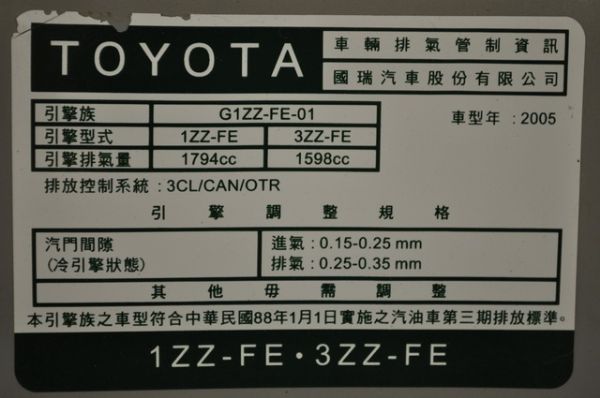 TOYOTA
車輛排氣管制資訊
國瑞汽車股份有限公司
引擎族 G1ZZ-FE-01
車型年 : 2005
引擎型式 1ZZ-FE 3ZZ-FE
引擎排氣量 1794cc 1598cc
排放控制系統 : 3CL/CAN/OTR
引擎調整規格
汽門間隙 進氣 : 0.15-0.25 mm
(冷引擎狀態) 排氣 : 0.25-0.35 mm
其他毋需調整
本引擎族之車型符合中華民國88年1月1日實施之汽油車第三期排放標準。
1ZZ-FE・3ZZ-FE